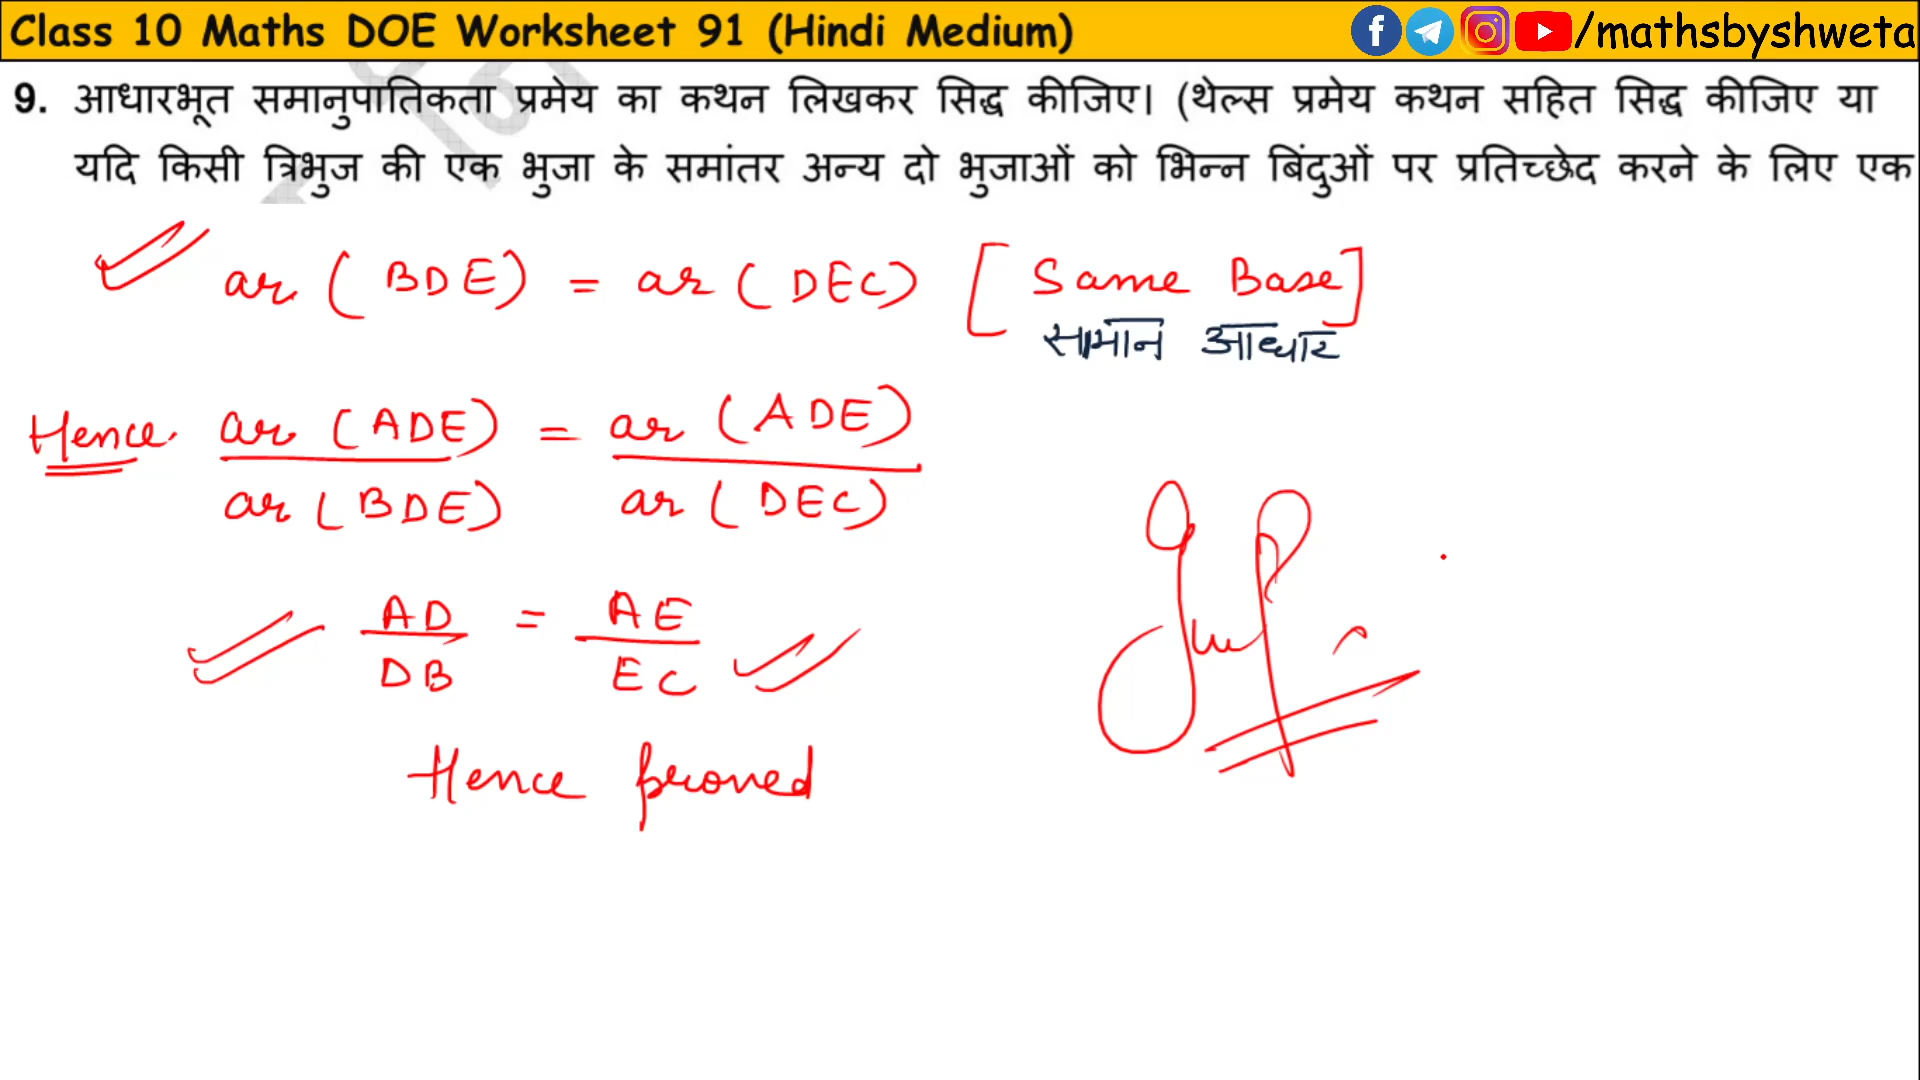 Class 10 Maths DOE Worksheet 91 (Hindi Medium) /mathsbyshweta
9. आधारभूत समानुपातिकता प्रमेय का कथन लिखकर सिद्ध कीजिए। (थेल्स प्रमेय कथन सहित सिद्ध कीजिए या
यदि किसी त्रिभुज की एक भुजा के समांतर अन्य दो भुजाओं को भिन्न बिंदुओं पर प्रतिच्छेद करने के लिए एक
ar (BDE) = ar (DEC) [Same Base]
सामान आधार
Hence ar (ADE) = ar (ADE)
ar (BDE) ar (DEC)
AD = AE
DB EC
Hence proved